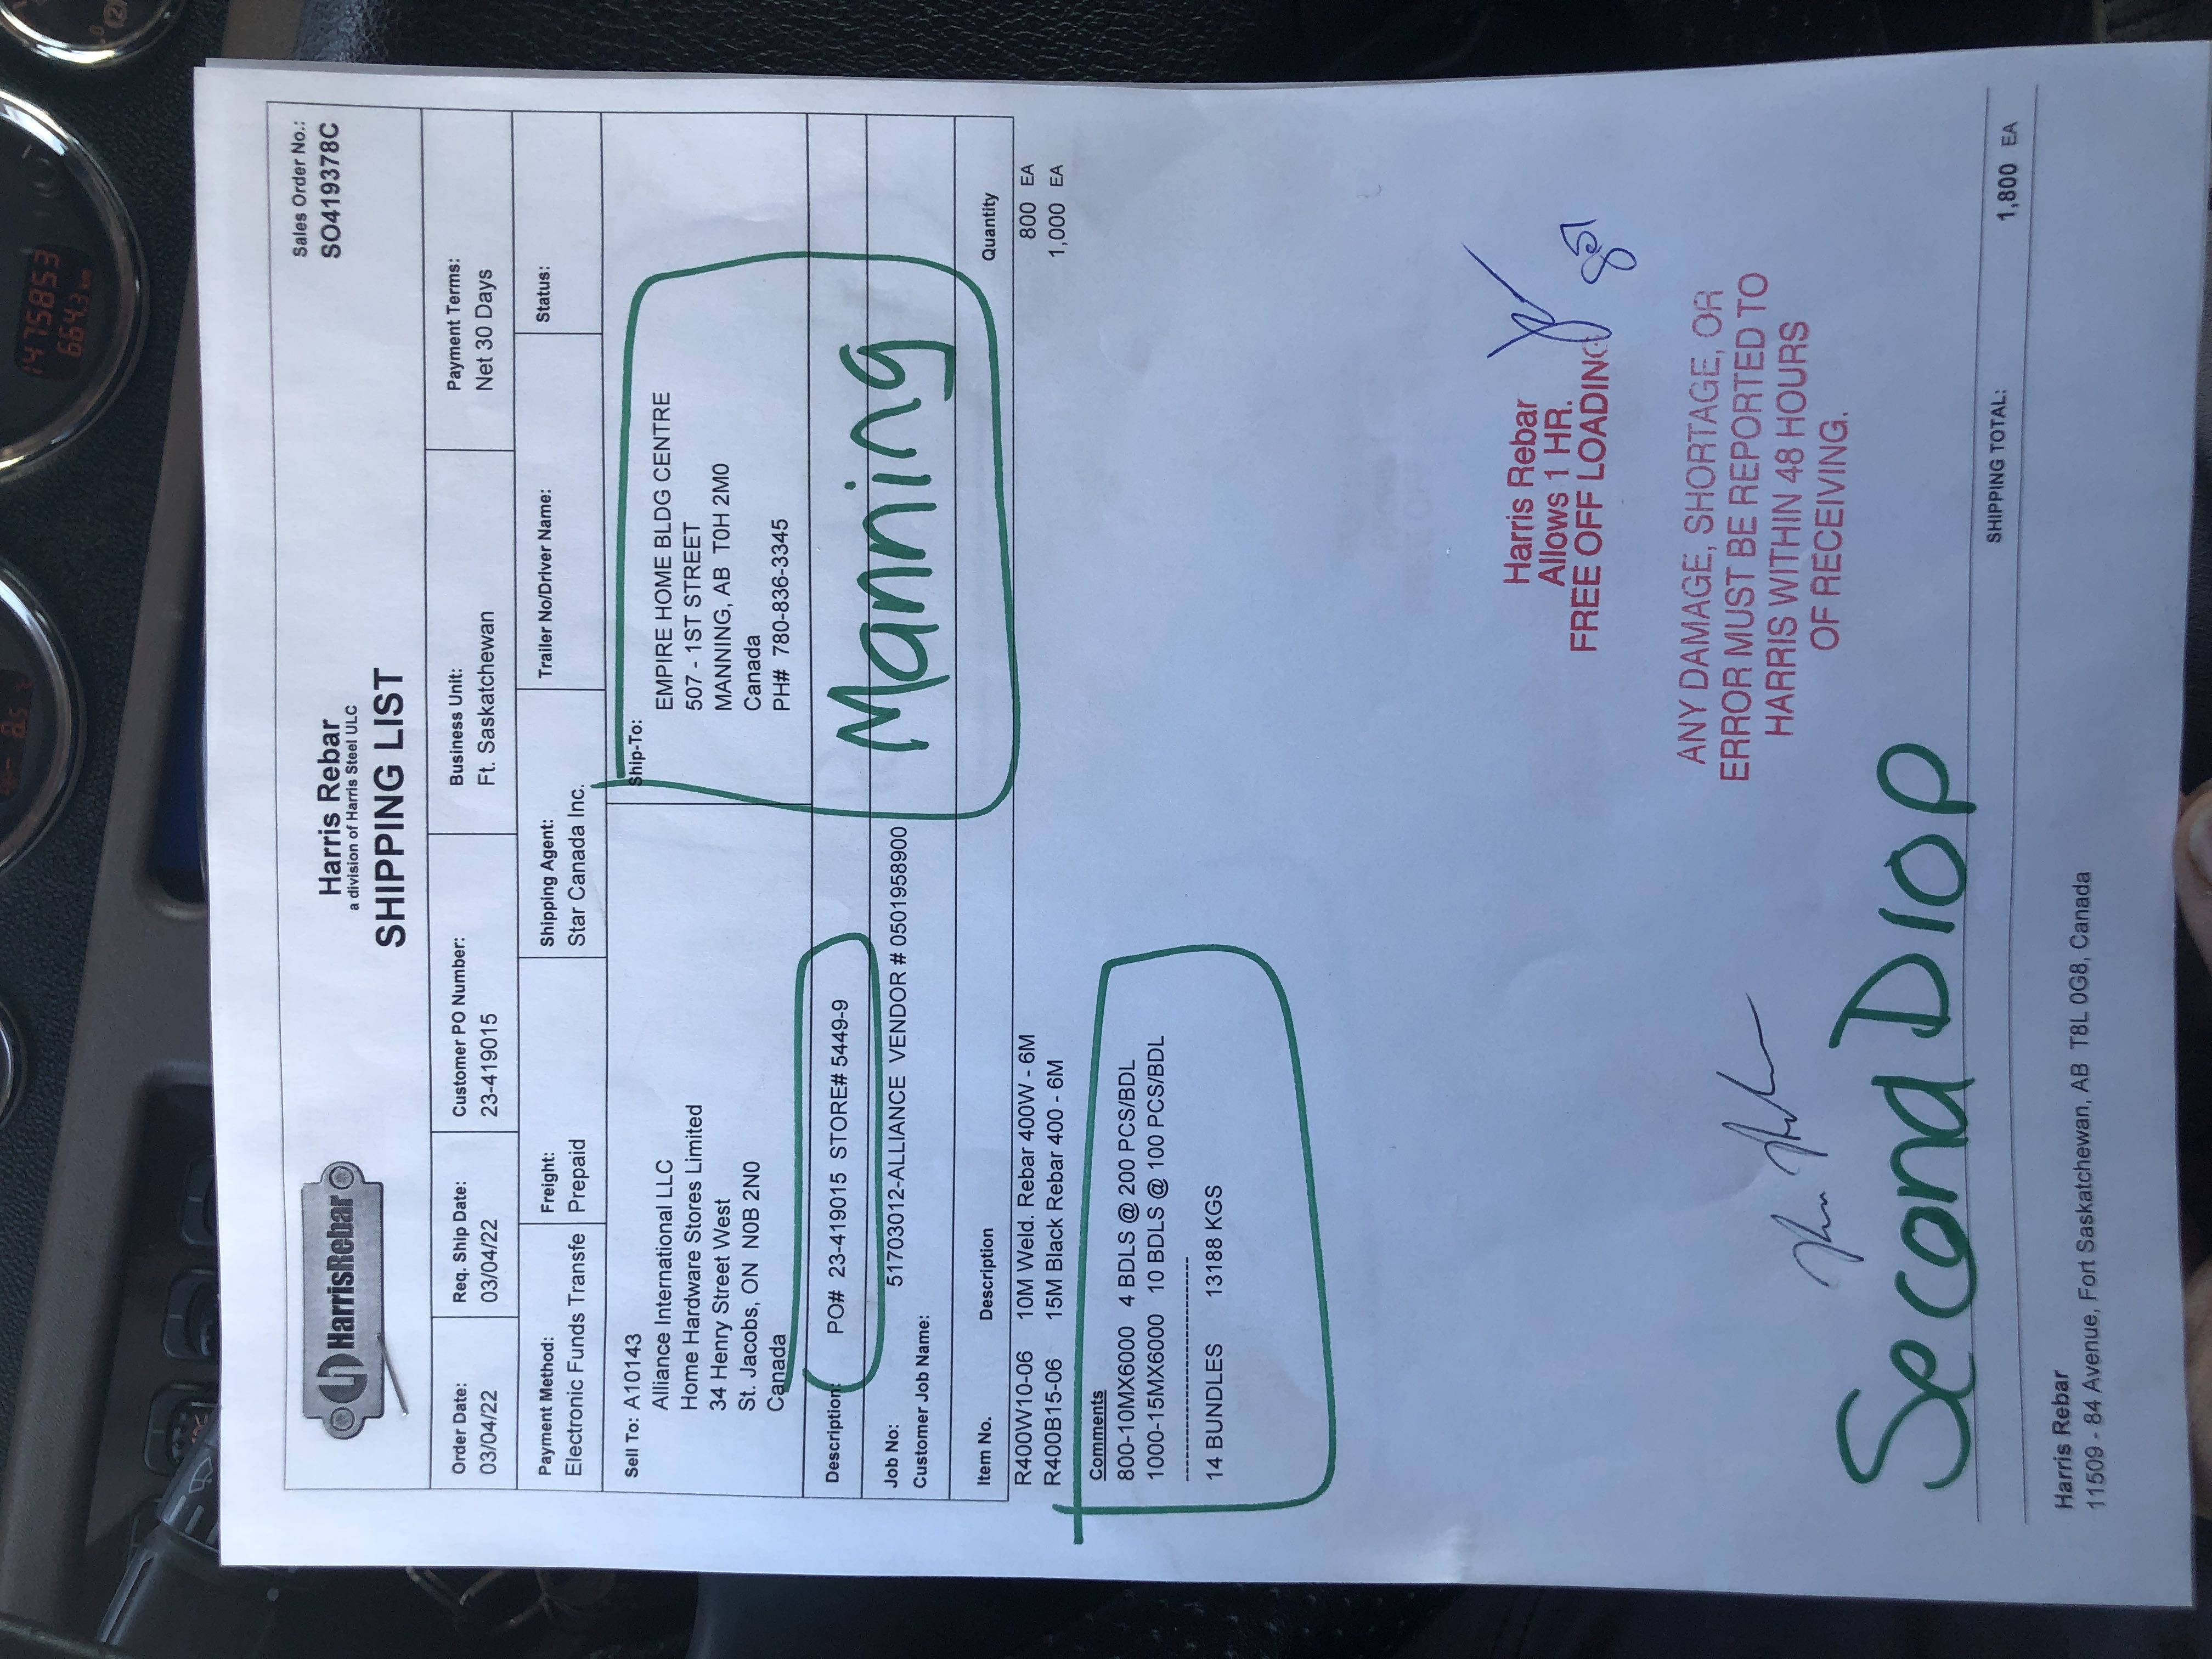 1475853
664.3 km
HarrisRebar
Harris Rebar
a division of Harris Steel ULC
SHIPPING LIST
Sales Order No.:
SO419378C
Order Date:
03/04/22
Req. Ship Date:
03/04/22
Customer PO Number:
23-419015
Business Unit:
Ft. Saskatchewan
Payment Terms:
Net 30 Days
Payment Method:
Electronic Funds Transfe
Freight:
Prepaid
Shipping Agent:
Star Canada Inc.
Trailer No/Driver Name:
Status:
Sell To: A10143
Alliance International LLC
Home Hardware Stores Limited
34 Henry Street West
St. Jacobs, ON N0B 2N0
Canada
Ship-To:
EMPIRE HOME BLDG CENTRE
507 - 1ST STREET
MANNING, AB T0H 2M0
Canada
PH# 780-836-3345
Description: PO# 23-419015 STORE# 5449-9
Manning
Job No: 51703012-ALLIANCE VENDOR # 0501958900
Customer Job Name:
Item No. Description Quantity
R400W10-06 10M Weld. Rebar 400W - 6M 800 EA
R400B15-06 15M Black Rebar 400 - 6M 1,000 EA
Comments
800-10MX6000 4 BDLS @ 200 PCS/BDL
1000-15MX6000 10 BDLS @ 100 PCS/BDL
------------------------------
14 BUNDLES 13188 KGS
Harris Rebar
Allows 1 HR.
FREE OFF LOADING
ANY DAMAGE, SHORTAGE, OR
ERROR MUST BE REPORTED TO
HARRIS WITHIN 48 HOURS
OF RECEIVING.
Second Drop
SHIPPING TOTAL: 1,800 EA
Harris Rebar
11509 - 84 Avenue, Fort Saskatchewan, AB T8L 0G8, Canada